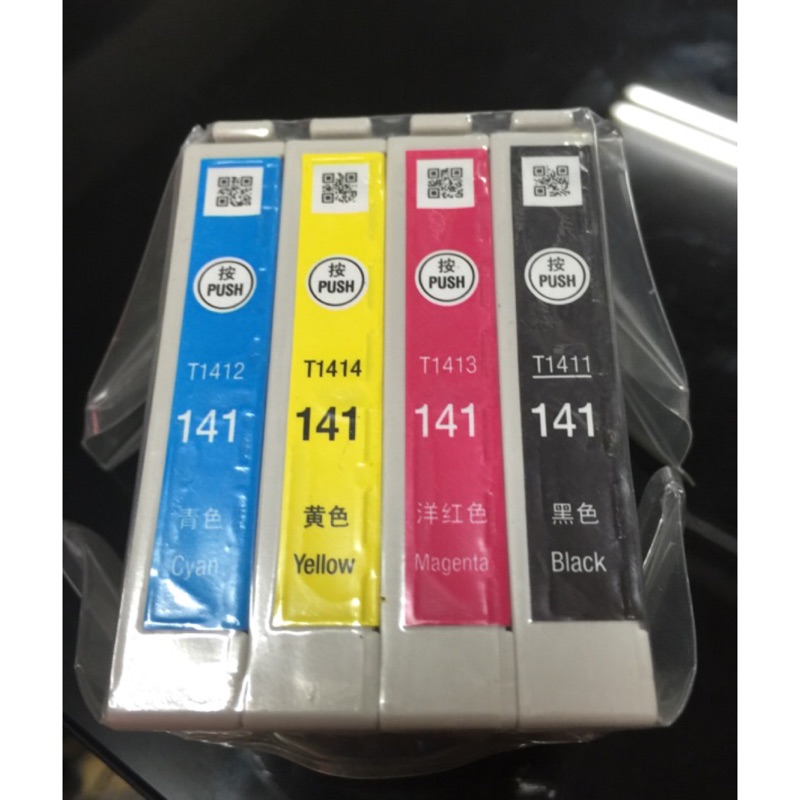 按
PUSH
T1412
141
青色
Cyan
按
PUSH
T1414
141
黄色
Yellow
按
PUSH
T1413
141
洋红色
Magenta
按
PUSH
T1411
141
黑色
Black